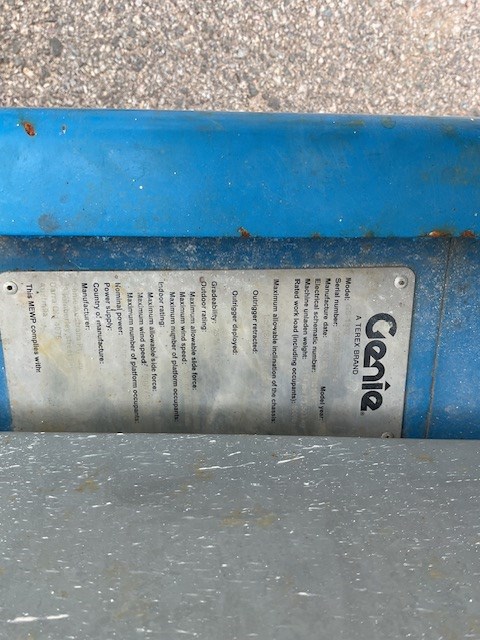 Genie
A TEREX BRAND
Model:
Serial number: Model year:
Manufacture date:
Electrical schematic number:
Machine unladen weight:
Rated work load (including occupants):
Maximum allowable inclination of the chassis:
Outrigger retracted:
Outrigger deployed:
Gradeability:
Outdoor rating:
Maximum allowable side force:
Maximum wind speed:
Maximum number of platform occupants:
Indoor rating:
Maximum allowable side force:
Maximum wind speed:
Maximum number of platform occupants:
Nominal power:
Power supply:
Country of manufacture:
Manufacturer:
This MEWP complies with: